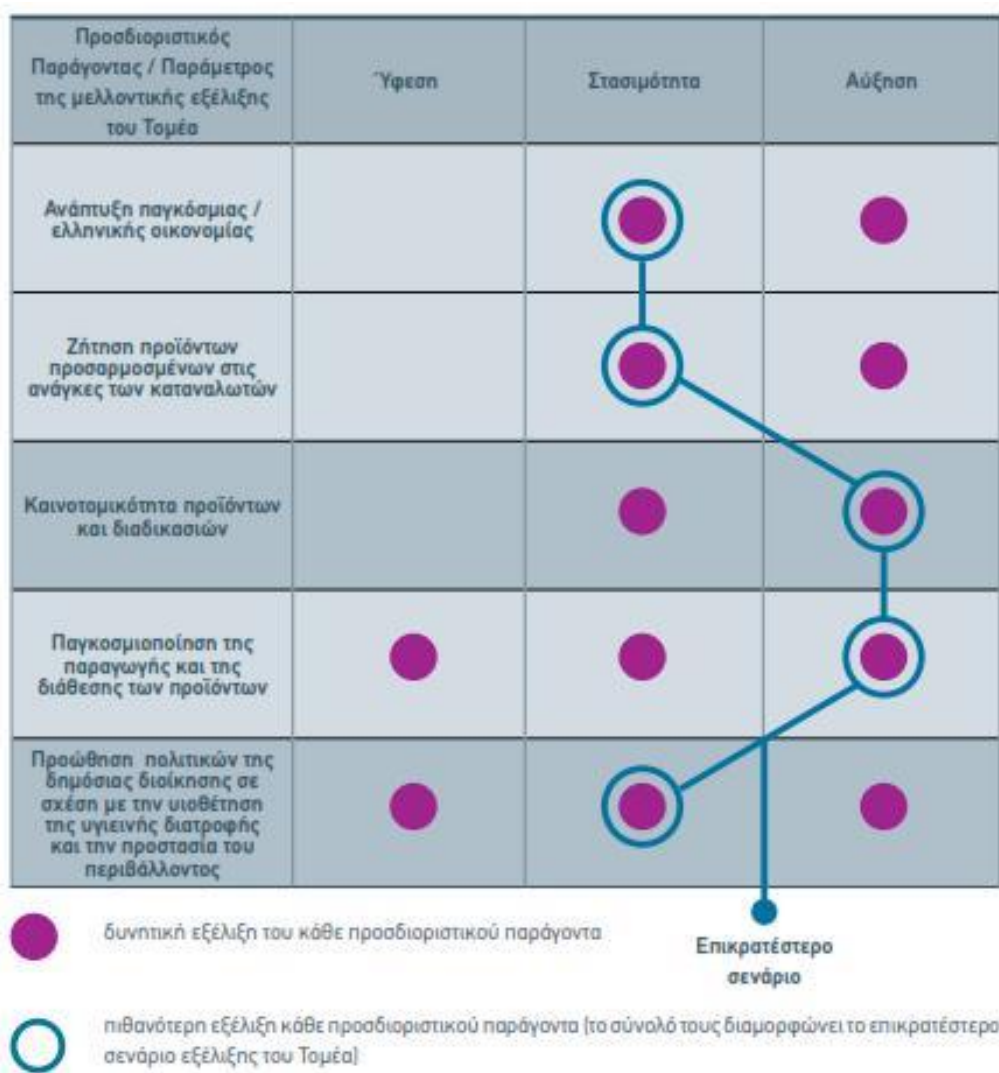 Προσδιοριστικός
Παράγοντας / Παράμετρος
της μελλοντικής εξέλιξης
του Τομέα
Ύφεση
Στασιμότητα
Αύξηση
Ανάπτυξη παγκόσμιας /
ελληνικής οικονομίας
Ζήτηση προϊόντων
προσαρμοσμένων στις
ανάγκες των καταναλωτών
Καινοτομικότητα προϊόντων
και διαδικασιών
Παγκοσμιοποίηση της
παραγωγής και της
διάθεσης των προϊόντων
Προώθηση πολιτικών της
δημόσιας διοίκησης σε
σχέση με την υιοθέτηση
της υγιεινής διατροφής
και την προστασία του
περιβάλλοντος
δυνητική εξέλιξη του κάθε προσδιοριστικού παράγοντα
Επικρατέστερο
σενάριο
πιθανότερη εξέλιξη κάθε προσδιοριστικού παράγοντα (το σύνολό τους διαμορφώνει το επικρατέστερο
σενάριο εξέλιξης του Τομέα)